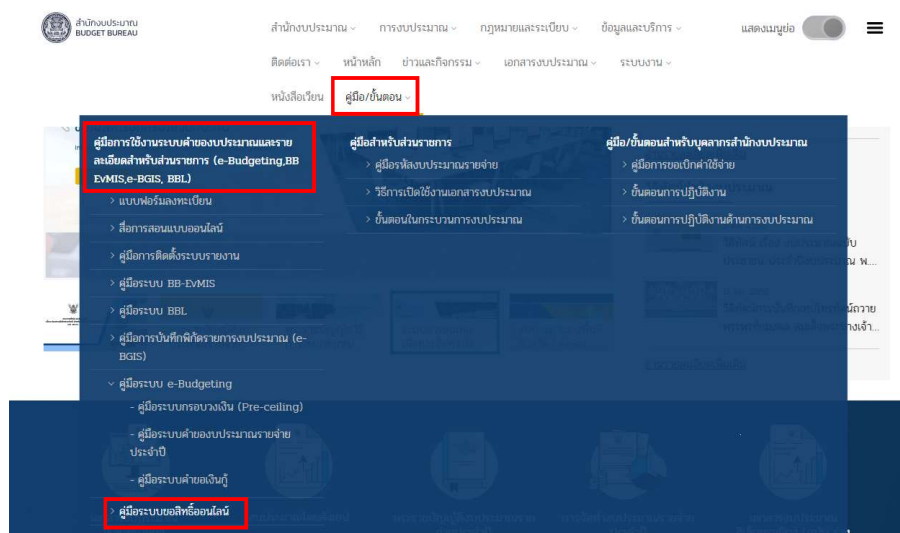 สำนักงบประมาณ
BUDGET BUREAU
สำนักงบประมาณ การงบประมาณ กฎหมายและระเบียบ ข้อมูลและบริการ แสดงเมนูย่อ
ติดต่อเรา หน้าหลัก ข่าวและกิจกรรม เอกสารงบประมาณ ระบบงาน
หนังสือเวียน คู่มือ/ขั้นตอน
คู่มือการใช้งานระบบคำของบประมาณและราย
ละเอียดสำหรับส่วนราชการ (e-Budgeting,BB
EvMIS,e-BGIS, BBL)
> แบบฟอร์มลงทะเบียน
> สื่อการสอนแบบออนไลน์
> คู่มือการติดตั้งระบบรายงาน
> คู่มือระบบ BB-EvMIS
> คู่มือระบบ BBL
> คู่มือการบันทึกพิกัดรายการงบประมาณ (e-
BGIS)
คู่มือระบบ e-Budgeting
- คู่มือระบบกรอบวงเงิน (Pre-ceiling)
- คู่มือระบบคำของบประมาณรายจ่าย
ประจำปี
- คู่มือระบบคำขอเงินกู้
> คู่มือระบบขอสิทธิ์ออนไลน์
คู่มือสำหรับส่วนราชการ
> คู่มือรหัสงบประมาณรายจ่าย
> วิธีการเปิดใช้งานเอกสารงบประมาณ
> ขั้นตอนในกระบวนการงบประมาณ
คู่มือ/ขั้นตอนสำหรับบุคลากรสำนักงบประมาณ
> คู่มือการขอเบิกค่าใช้จ่าย
> ขั้นตอนการปฏิบัติงาน
> ขั้นตอนการปฏิบัติงานด้านการงบประมาณ